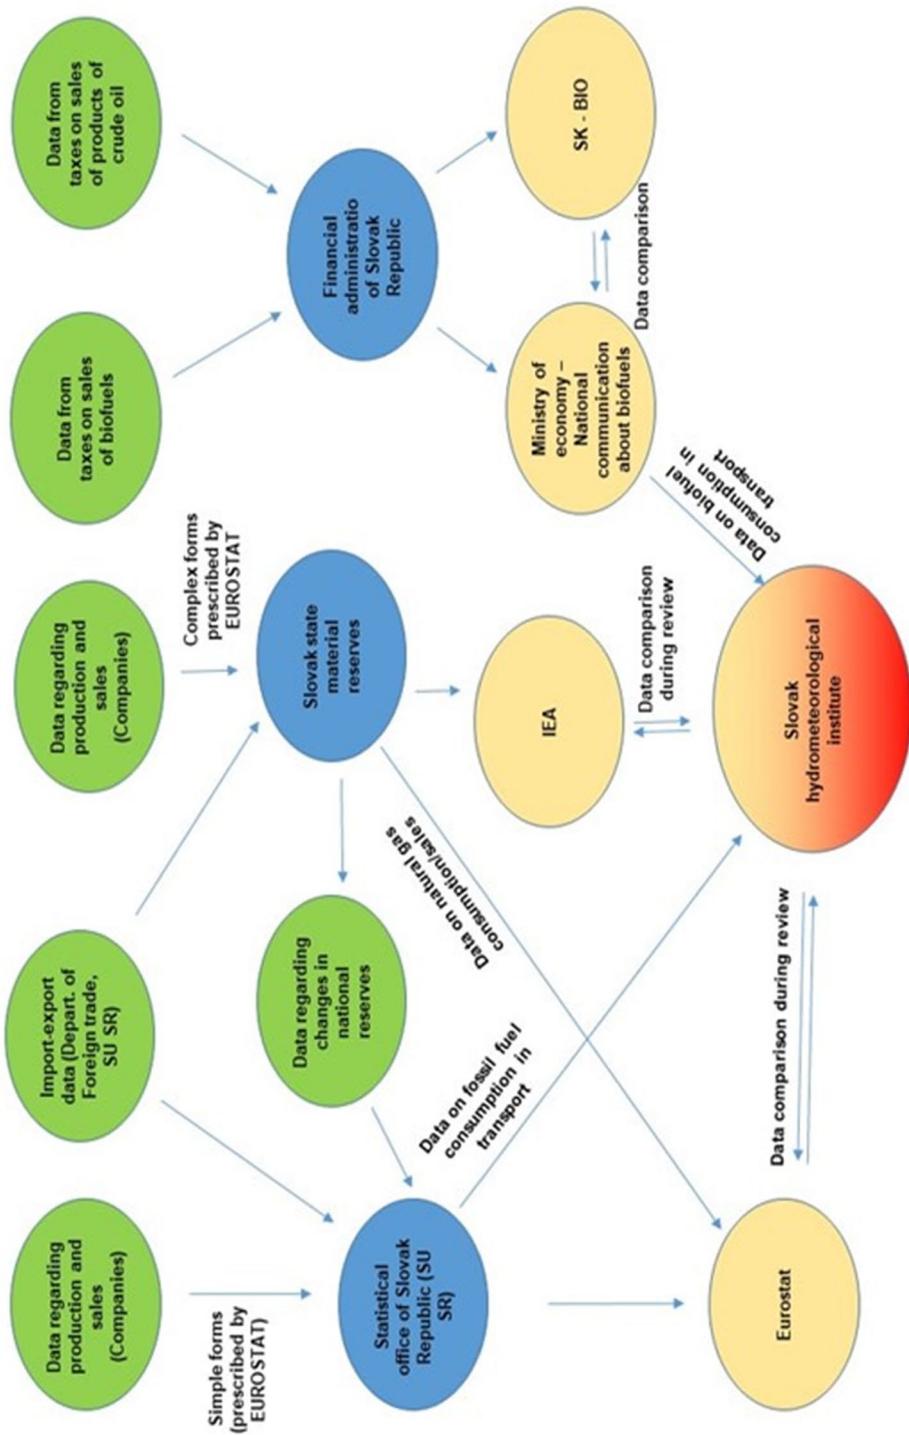 Data regarding
production and
sales
(Companies)
Import-export
data (Depart. of
Foreign trade,
SU SR)
Data regarding
production and
sales
(Companies)
Data from
taxes on sales
of biofuels
Data from
taxes on sales
of products of
crude oil
Simple forms
(prescribed by
EUROSTAT)
Complex forms
prescribed by
EUROSTAT
Statistical
office of Slovak
Republic (SU
SR)
Data regarding
changes in
national
reserves
Slovak state
material
reserves
Financial
administratio
of Slovak
Republic
Data on fossil fuel
consumption in
transport
Data on natural gas
consumption/sales
IEA
Ministry of
economy –
National
communication
about biofuels
SK - BIO
Data comparison
Data comparison
during review
Data on biofuel
consumption in
transport
Eurostat
Data comparison during review
Slovak
hydrometeorological
institute